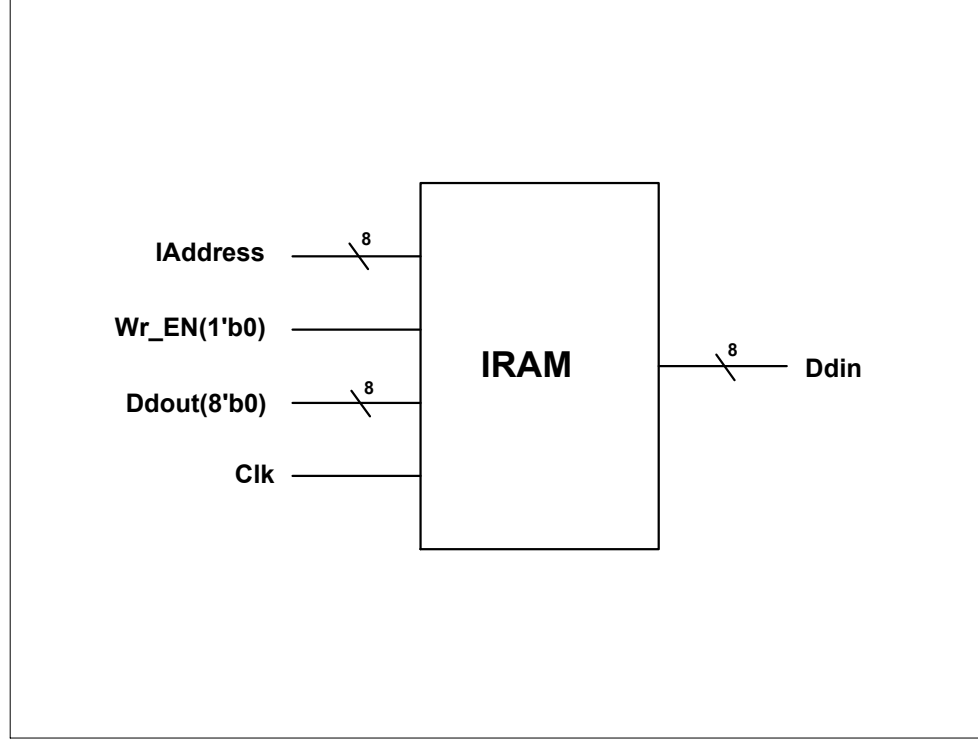 IAddress
8
Wr_EN(1'b0)
Ddout(8'b0)
8
Clk
IRAM
8
Ddin